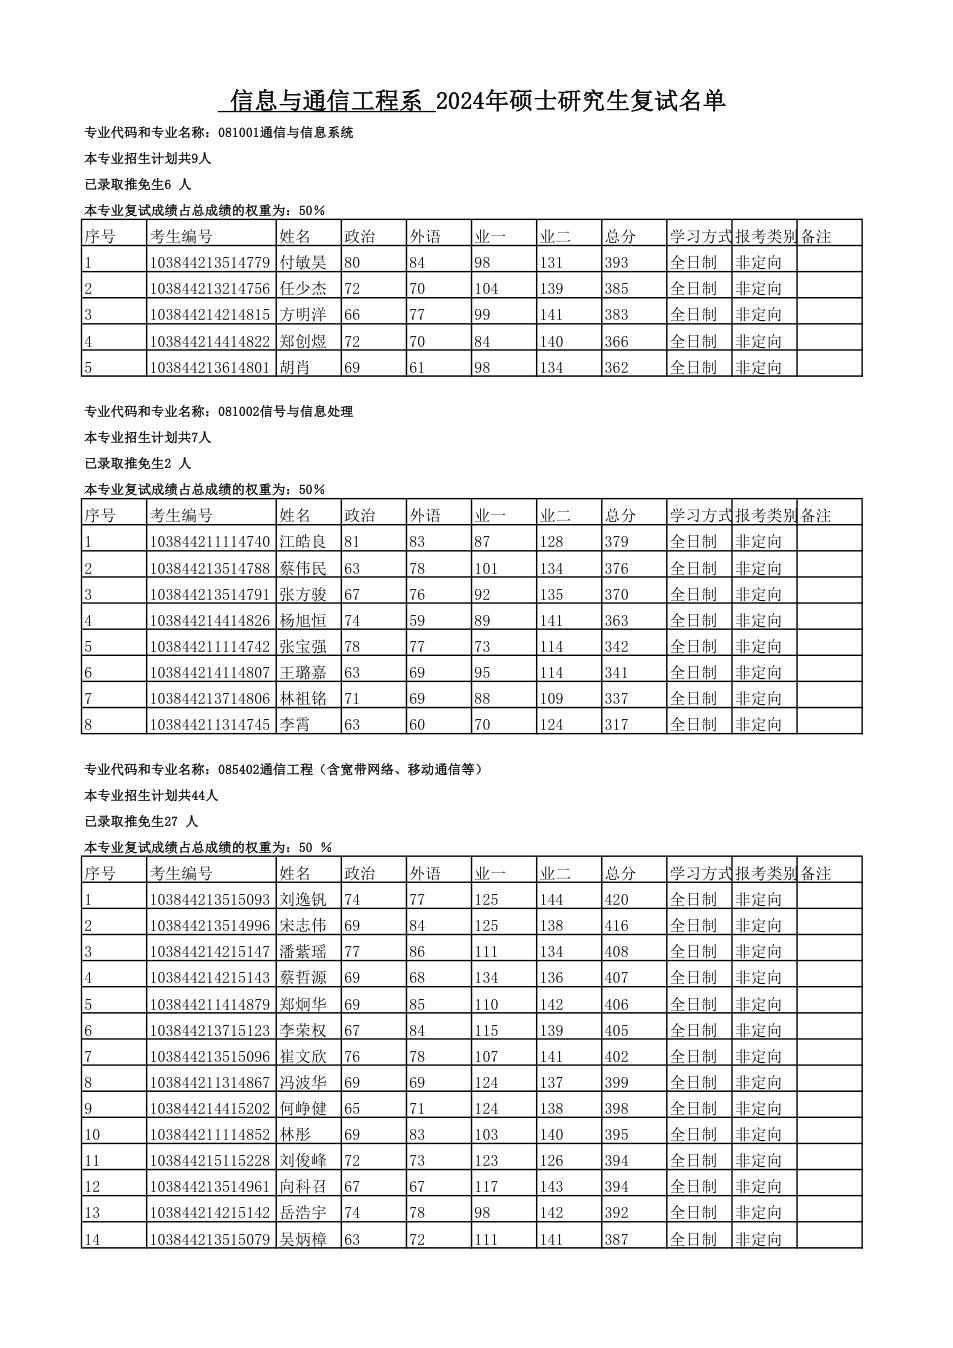 信息与通信工程系 2024年硕士研究生复试名单
专业代码和专业名称：081001通信与信息系统
本专业招生计划共9人
已录取推免生6 人
本专业复试成绩占总成绩的权重为：50%
序号 考生编号 姓名 政治 外语 业一 业二 总分 学习方式 报考类别 备注
1 103844213514779 付敏昊 80 84 98 131 393 全日制 非定向
2 103844213214756 任少杰 72 70 104 139 385 全日制 非定向
3 103844214214815 方明洋 66 77 99 141 383 全日制 非定向
4 103844214414822 郑创煜 72 70 84 140 366 全日制 非定向
5 103844213614801 胡肖 69 61 98 134 362 全日制 非定向
专业代码和专业名称：081002信号与信息处理
本专业招生计划共7人
已录取推免生2 人
本专业复试成绩占总成绩的权重为：50%
序号 考生编号 姓名 政治 外语 业一 业二 总分 学习方式 报考类别 备注
1 103844211114740 江皓良 81 83 87 128 379 全日制 非定向
2 103844213514788 蔡伟民 63 78 101 134 376 全日制 非定向
3 103844213514791 张方骏 67 76 92 135 370 全日制 非定向
4 103844214414826 杨旭恒 74 59 89 141 363 全日制 非定向
5 103844211114742 张宝强 78 77 73 114 342 全日制 非定向
6 103844214114807 王璐嘉 63 69 95 114 341 全日制 非定向
7 103844213714806 林祖铭 71 69 88 109 337 全日制 非定向
8 103844211314745 李霄 63 60 70 124 317 全日制 非定向
专业代码和专业名称：085402通信工程（含宽带网络、移动通信等）
本专业招生计划共44人
已录取推免生27 人
本专业复试成绩占总成绩的权重为：50 %
序号 考生编号 姓名 政治 外语 业一 业二 总分 学习方式 报考类别 备注
1 103844213515093 刘逸钒 74 77 125 144 420 全日制 非定向
2 103844213514996 宋志伟 69 84 125 138 416 全日制 非定向
3 103844214215147 潘紫瑶 77 86 111 134 408 全日制 非定向
4 103844214215143 蔡哲源 69 68 134 136 407 全日制 非定向
5 103844211414879 郑炯华 69 85 110 142 406 全日制 非定向
6 103844213715123 李荣权 67 84 115 139 405 全日制 非定向
7 103844213515096 崔文欣 76 78 107 141 402 全日制 非定向
8 103844211314867 冯波华 69 69 124 137 399 全日制 非定向
9 103844214415202 何峥健 65 71 124 138 398 全日制 非定向
10 103844211114852 林彤 69 83 103 140 395 全日制 非定向
11 103844215115228 刘俊峰 72 73 123 126 394 全日制 非定向
12 103844213514961 向科召 67 67 117 143 394 全日制 非定向
13 103844214215142 岳浩宇 74 78 98 142 392 全日制 非定向
14 103844213515079 吴炳樟 63 72 111 141 387 全日制 非定向